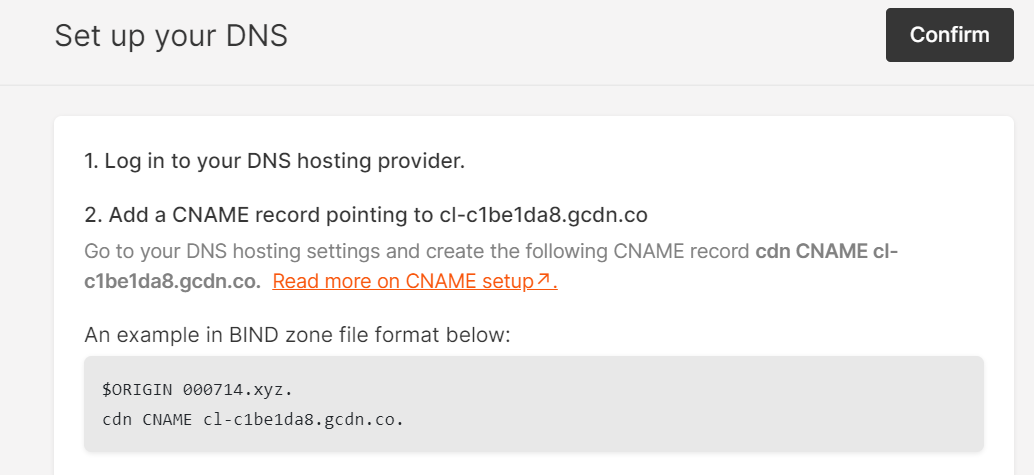 Set up your DNS
Confirm
1. Log in to your DNS hosting provider.
2. Add a CNAME record pointing to cl-c1be1da8.gcdn.co
Go to your DNS hosting settings and create the following CNAME record cdn CNAME cl-
c1be1da8.gcdn.co. Read more on CNAME setup↗.
An example in BIND zone file format below:
$ORIGIN 000714.xyz.
cdn CNAME cl-c1be1da8.gcdn.co.